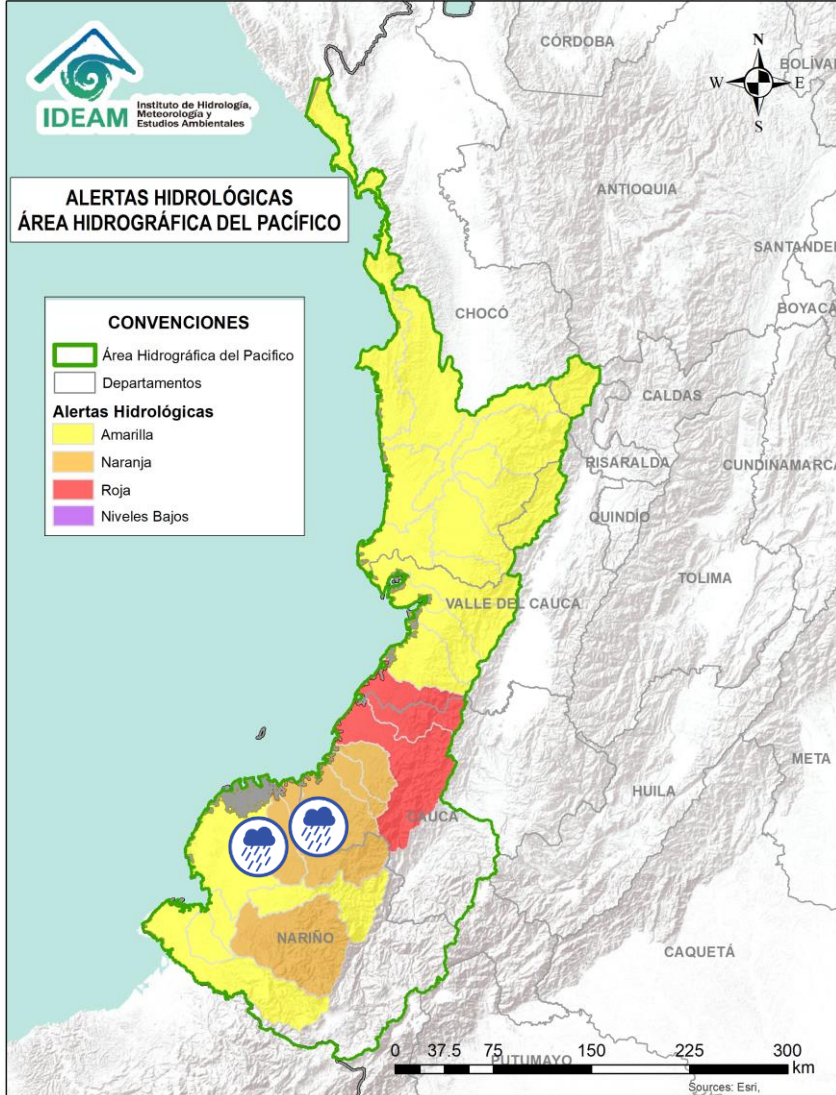 IDEAM
Instituto de Hidrología,
Meteorología y
Estudios Ambientales
ALERTAS HIDROLÓGICAS
ÁREA HIDROGRÁFICA DEL PACÍFICO
CONVENCIONES
Área Hidrográfica del Pacifico
Departamentos
Alertas Hidrológicas
Amarilla
Naranja
Roja
Niveles Bajos
N
W
E
S
CÓRDOBA
BOLÍVAR
ANTIOQUIA
SANTANDER
CHOCÓ
BOYACÁ
CALDAS
RISARALDA
CUNDINAMARCA
QUINDÍO
TOLIMA
VALLE DEL CAUCA
META
HUILA
CAUCA
NARIÑO
CAQUETÁ
PUTUMAYO
0 37.5 75 150 225 300
km
Sources: Esri,